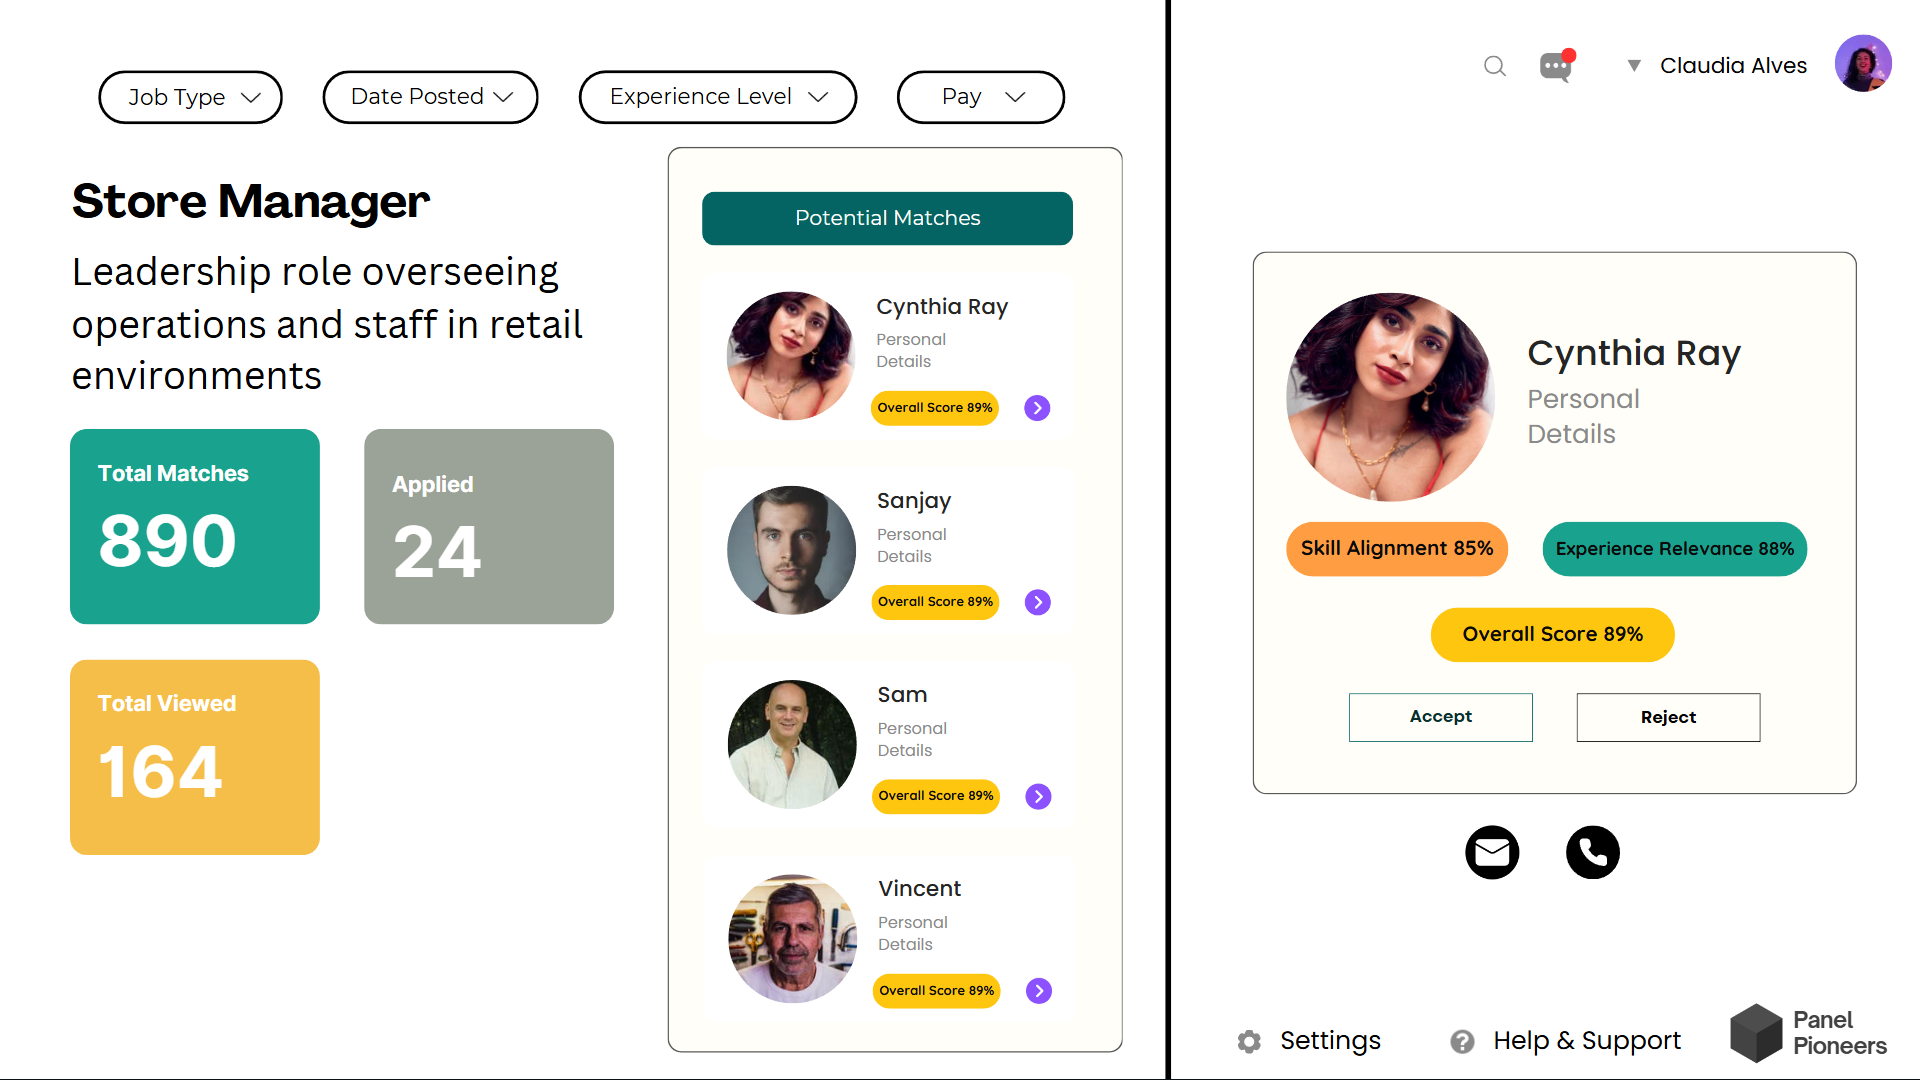 Job Type
Date Posted
Experience Level
Pay
Claudia Alves
Store Manager
Leadership role overseeing
operations and staff in retail
environments
Total Matches
890
Applied
24
Total Viewed
164
Potential Matches
Cynthia Ray
Personal
Details
Overall Score 89%
Sanjay
Personal
Details
Overall Score 89%
Sam
Personal
Details
Overall Score 89%
Vincent
Personal
Details
Overall Score 89%
Cynthia Ray
Personal
Details
Skill Alignment 85%
Experience Relevance 88%
Overall Score 89%
Accept
Reject
Settings
Help & Support
Panel
Pioneers